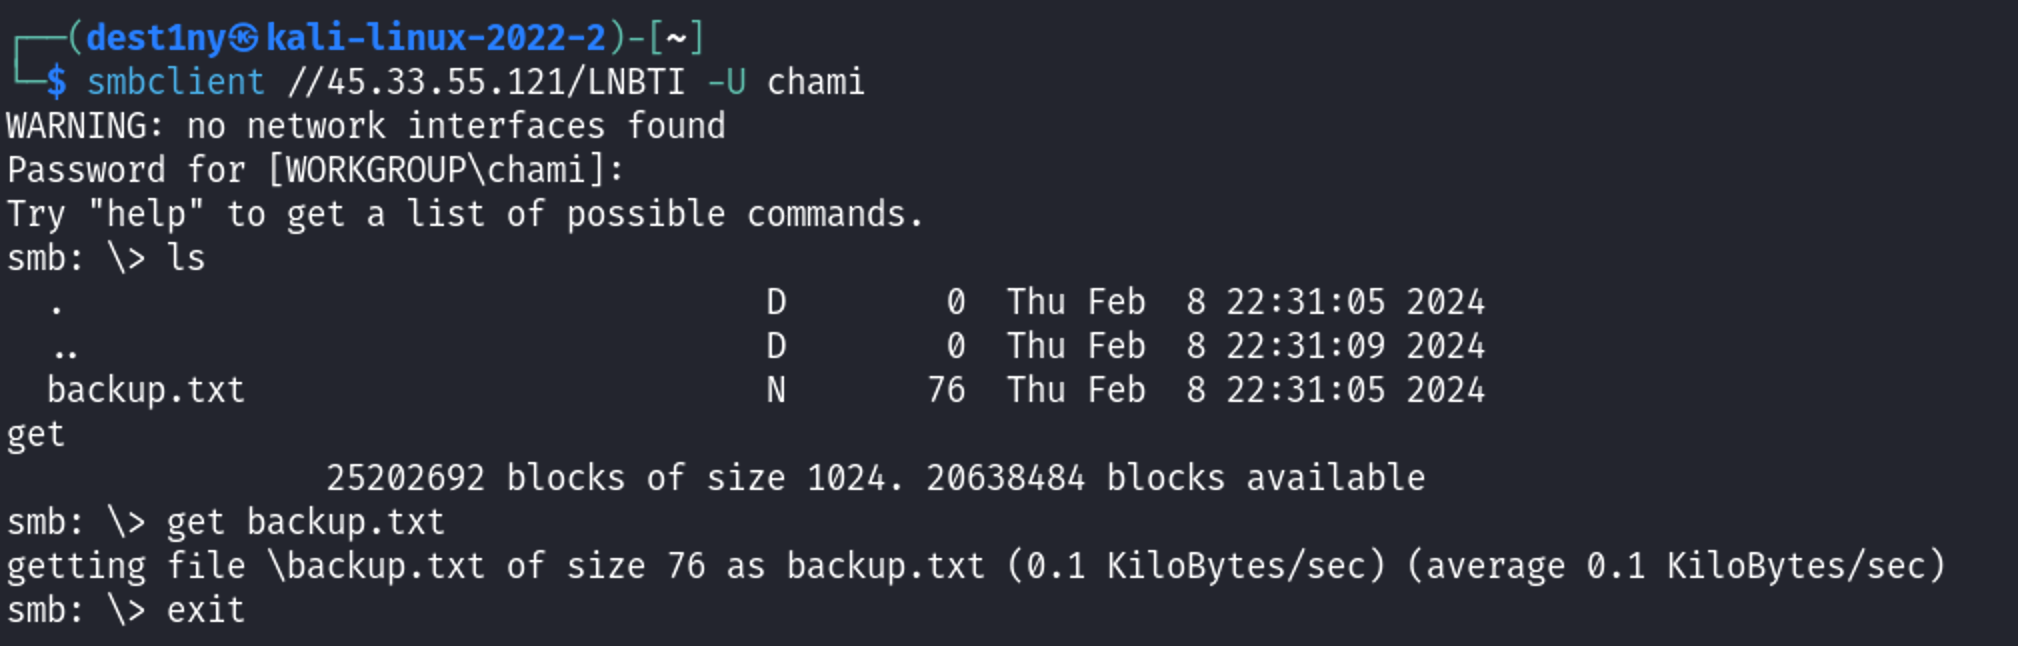 ┌──(dest1ny㉿kali-linux-2022-2)-[~]
└─$ smbclient //45.33.55.121/LNBTI -U chami
WARNING: no network interfaces found
Password for [WORKGROUP\chami]:
Try "help" to get a list of possible commands.
smb: \> ls
  .                                   D        0  Thu Feb  8 22:31:05 2024
  ..                                  D        0  Thu Feb  8 22:31:09 2024
  backup.txt                          N       76  Thu Feb  8 22:31:05 2024
get
                25202692 blocks of size 1024. 20638484 blocks available
smb: \> get backup.txt
getting file \backup.txt of size 76 as backup.txt (0.1 KiloBytes/sec) (average 0.1 KiloBytes/sec)
smb: \> exit